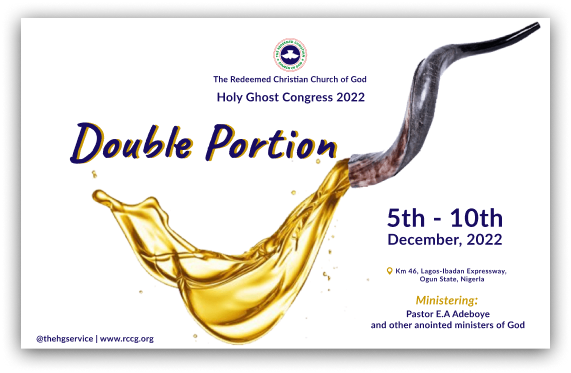 The Redeemed Christian Church of God
Holy Ghost Congress 2022
Double Portion
5th - 10th
December, 2022
Km 46, Lagos-Ibadan Expressway,
Ogun State, Nigeria
Ministering:
Pastor E.A Adeboye
and other anointed ministers of God
@thehgservice | www.rccg.org